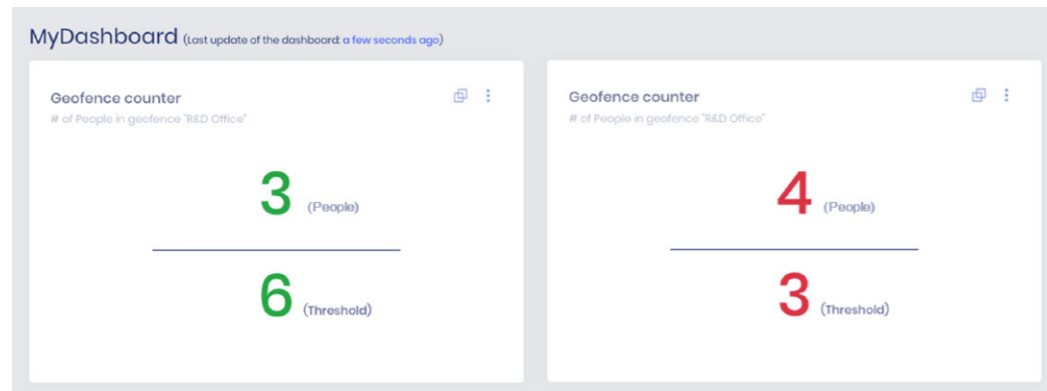 MyDashboard (Last update of the dashboard: a few seconds ago)
Geofence counter
# of People in geofence "R&D Office"
3 (People)
6 (Threshold)
Geofence counter
# of People in geofence "R&D Office"
4 (People)
3 (Threshold)